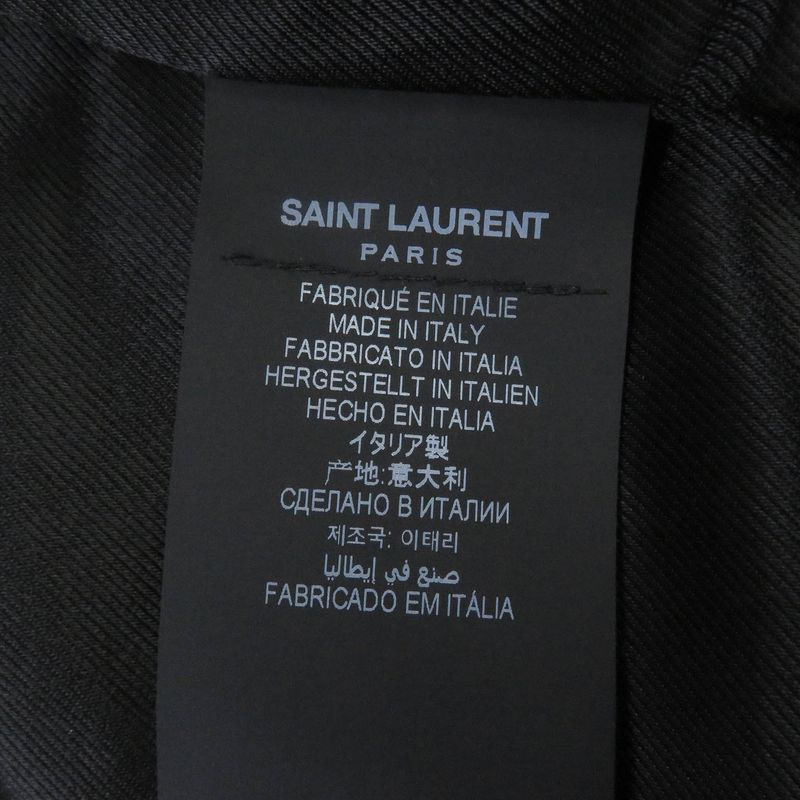 SAINT LAURENT
PARIS
FABRIQUÉ EN ITALIE
MADE IN ITALY
FABBRICATO IN ITALIA
HERGESTELLT IN ITALIEN
HECHO EN ITALIA
イタリア製
产地:意大利
СДЕЛАНО В ИТАЛИИ
제조국: 이태리
صنع في إيطاليا
FABRICADO EM ITÁLIA